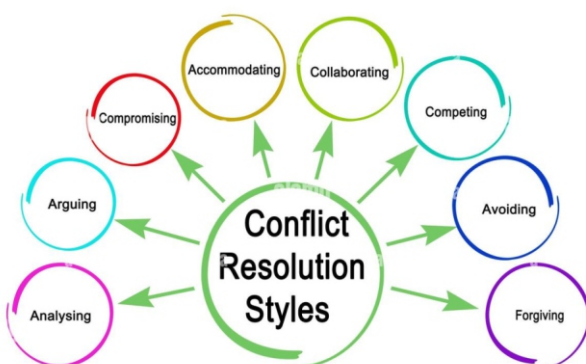 Accommodating
Collaborating
Compromising
Competing
Arguing
Avoiding
Conflict
Resolution
Styles
Analysing
Forgiving